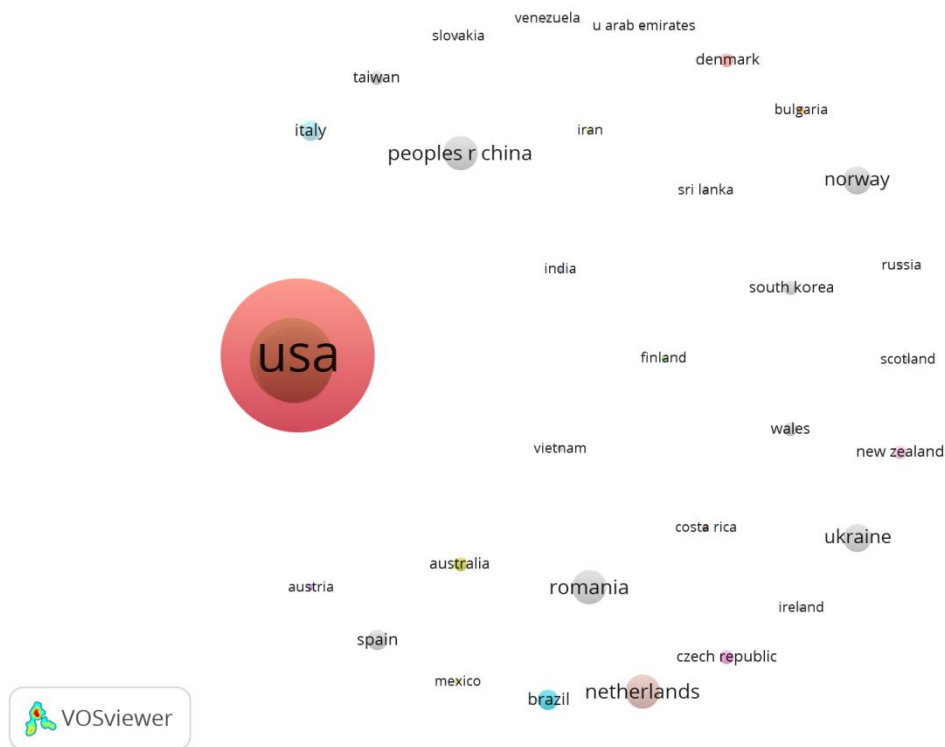 venezuela
u arab emirates
slovakia
denmark
taiwan
bulgaria
italy
iran
peoples r china
norway
sri lanka
india
russia
south korea
usa
finland
scotland
wales
vietnam
new zealand
costa rica
ukraine
australia
austria
romania
ireland
spain
czech republic
mexico
netherlands
brazil
VOSviewer